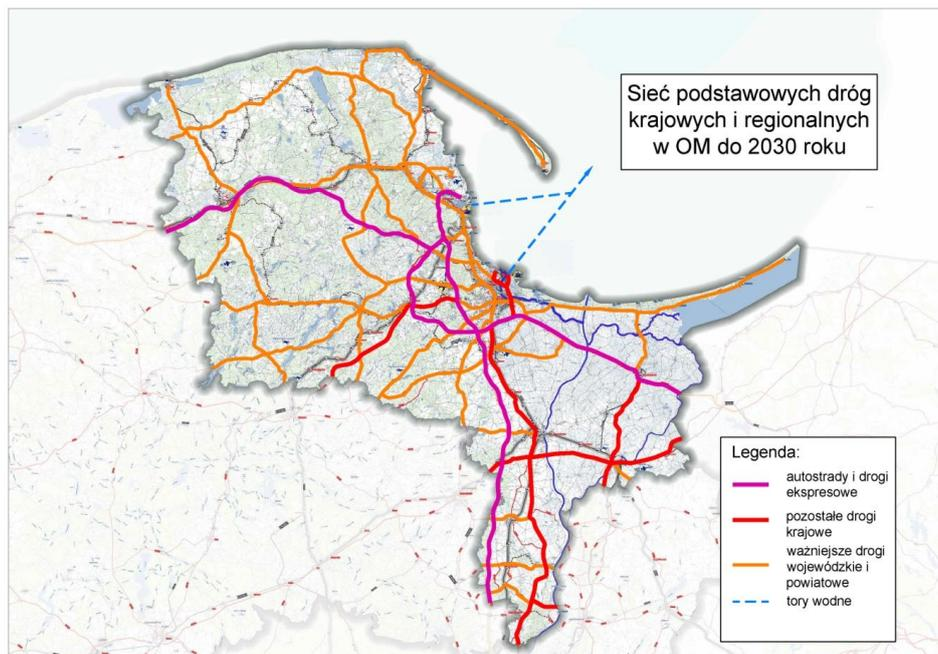 Sieć podstawowych dróg
krajowych i regionalnych
w OM do 2030 roku
Legenda:
autostrady i drogi
ekspresowe
pozostałe drogi
krajowe
ważniejsze drogi
wojewódzkie i
powiatowe
tory wodne